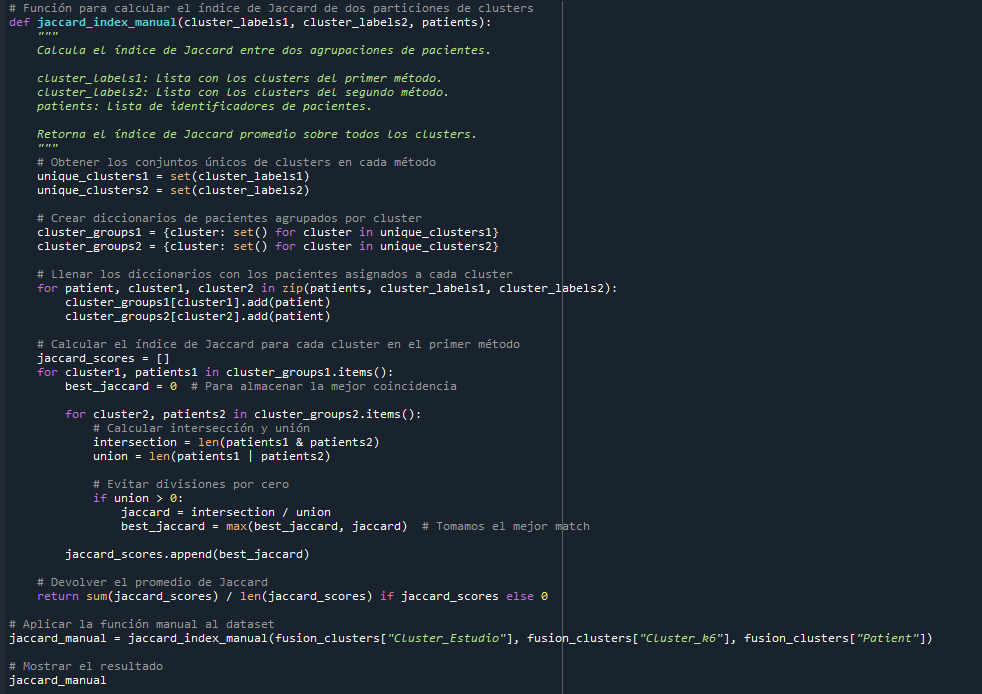 # Función para calcular el índice de Jaccard de dos particiones de clusters
def jaccard_index_manual(cluster_labels1, cluster_labels2, patients):
    """
    Calcula el índice de Jaccard entre dos agrupaciones de pacientes.

    cluster_labels1: Lista con los clusters del primer método.
    cluster_labels2: Lista con los clusters del segundo método.
    patients: Lista de identificadores de pacientes.

    Retorna el índice de Jaccard promedio sobre todos los clusters.
    """
    # Obtener los conjuntos únicos de clusters en cada método
    unique_clusters1 = set(cluster_labels1)
    unique_clusters2 = set(cluster_labels2)

    # Crear diccionarios de pacientes agrupados por cluster
    cluster_groups1 = {cluster: set() for cluster in unique_clusters1}
    cluster_groups2 = {cluster: set() for cluster in unique_clusters2}

    # Llenar los diccionarios con los pacientes asignados a cada cluster
    for patient, cluster1, cluster2 in zip(patients, cluster_labels1, cluster_labels2):
        cluster_groups1[cluster1].add(patient)
        cluster_groups2[cluster2].add(patient)

    # Calcular el índice de Jaccard para cada cluster en el primer método
    jaccard_scores = []
    for cluster1, patients1 in cluster_groups1.items():
        best_jaccard = 0  # Para almacenar la mejor coincidencia

        for cluster2, patients2 in cluster_groups2.items():
            # Calcular intersección y unión
            intersection = len(patients1 & patients2)
            union = len(patients1 | patients2)

            # Evitar divisiones por cero
            if union > 0:
                jaccard = intersection / union
                best_jaccard = max(best_jaccard, jaccard)  # Tomamos el mejor match

        jaccard_scores.append(best_jaccard)

    # Devolver el promedio de Jaccard
    return sum(jaccard_scores) / len(jaccard_scores) if jaccard_scores else 0

# Aplicar la función manual al dataset
jaccard_manual = jaccard_index_manual(fusion_clusters["Cluster_Estudio"], fusion_clusters["Cluster_k6"], fusion_clusters["Patient"])

# Mostrar el resultado
jaccard_manual